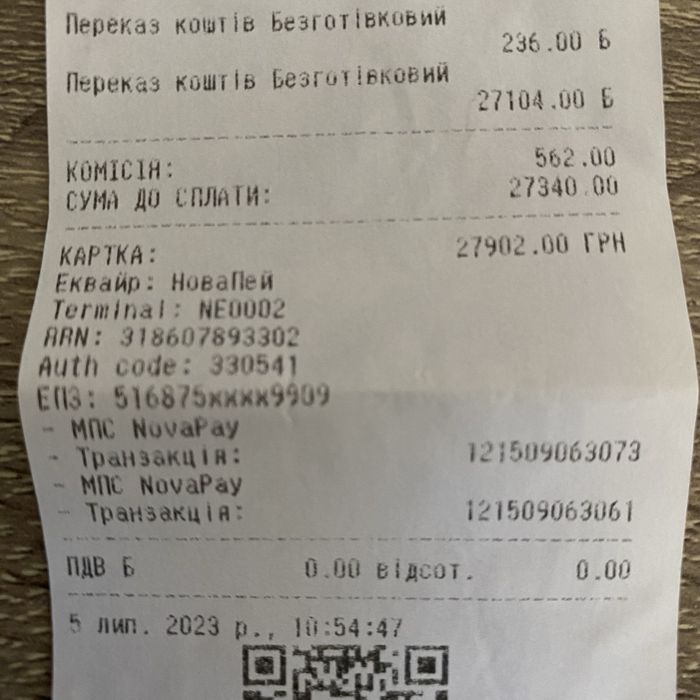 Переказ коштів Безготівковий
236.00 Б
Переказ коштів Безготівковий
27104.00 Б
КОМІСІЯ: 562.00
СУМА ДО СПЛАТИ: 27340.00
КАРТКА: 27902.00 ГРН
Еквайр: НоваПей
Terminal: NE0002
RRN: 318607893302
Auth code: 330541
ЕПЗ: 516875xxxx9909
- МПС NovaPay
- Транзакція: 121509063073
- МПС NovaPay
- Транзакція: 121509063061
ПДВ Б 0.00 відсот. 0.00
5 лип. 2023 р., 10:54:47